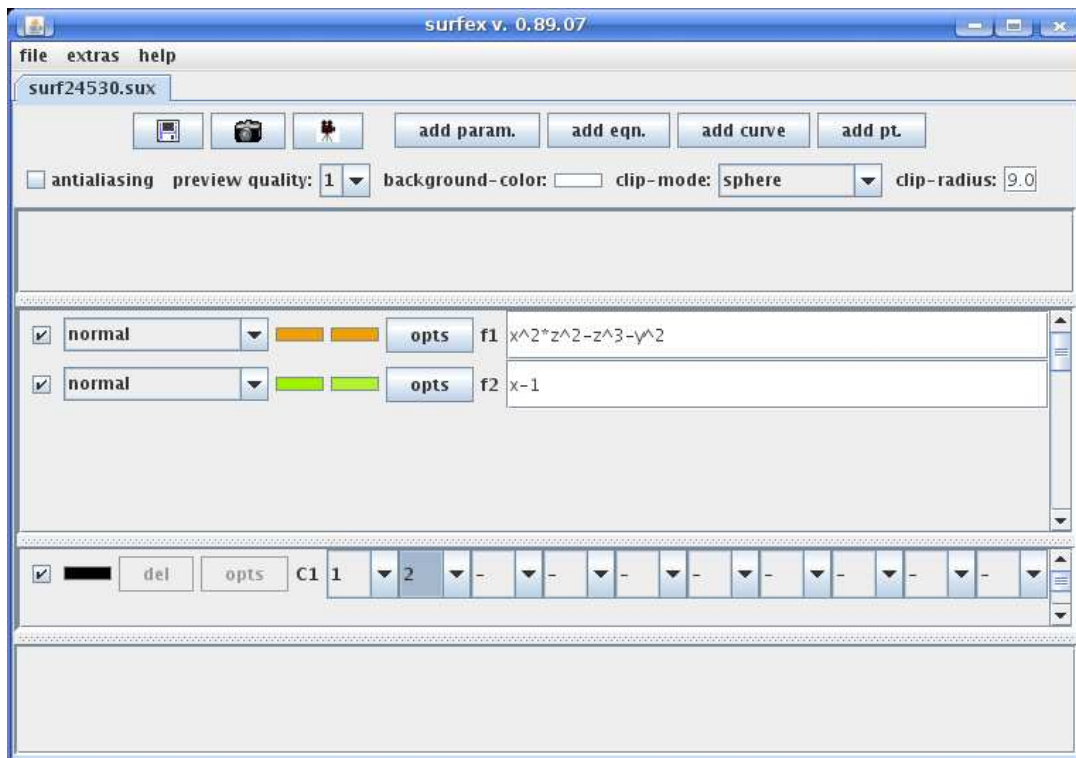 surfex v. 0.89.07
file extras help
surf24530.sux
add param. add eqn. add curve add pt.
antialiasing preview quality: 1 background-color: clip-mode: sphere clip-radius: 9.0
normal opts f1 x^2*z^2-z^3-y^2
normal opts f2 x-1
del opts C1 1 2 - - - - - - - -